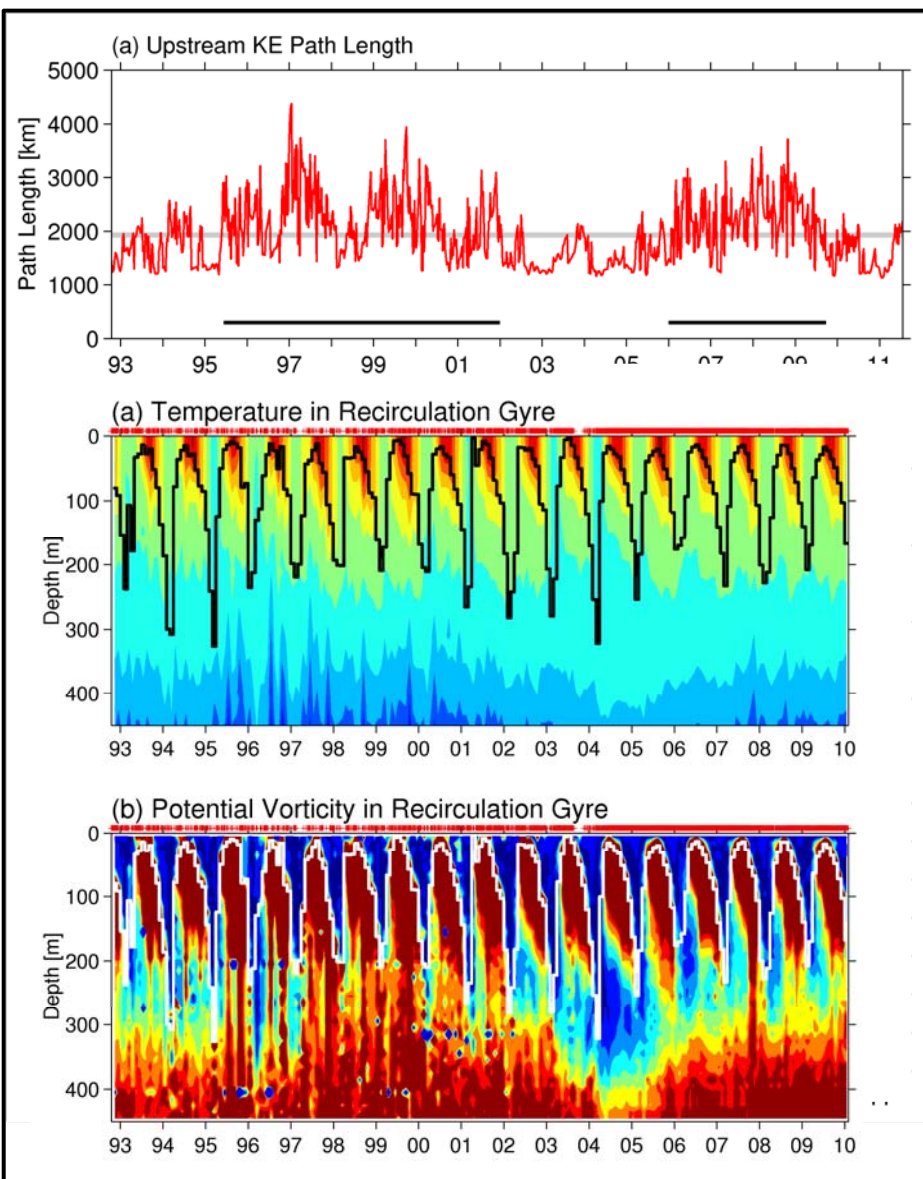 (a) Upstream KE Path Length
5000
4000
3000
2000
1000
0
Path Length [km]
93 95 97 99 01 03 05 07 09 11
(a) Temperature in Recirculation Gyre
0
100
200
300
400
Depth [m]
93 94 95 96 97 98 99 00 01 02 03 04 05 06 07 08 09 10
(b) Potential Vorticity in Recirculation Gyre
0
100
200
300
400
Depth [m]
93 94 95 96 97 98 99 00 01 02 03 04 05 06 07 08 09 10